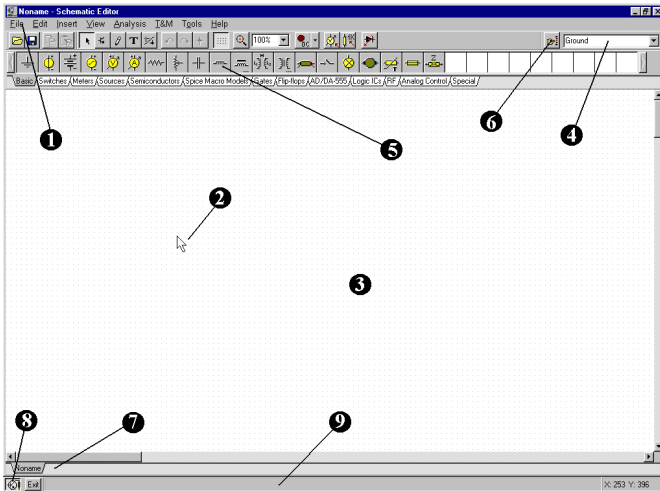 Noname - Schematic Editor
File Edit Insert View Analysis T&M Tools Help
T 100% DC Ground
Basic Switches Meters Sources Semiconductors Spice Macro Models Gates Flip-flops AD/DA-555 Logic ICs RF Analog Control Special
1 5 6 4
2
3
8 7 9
Noname
Exit X: 253 Y: 396